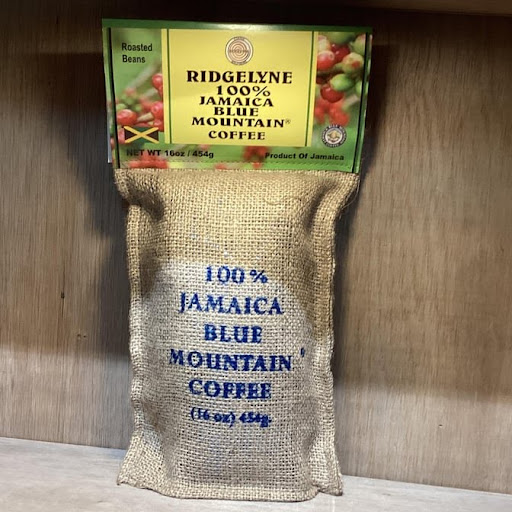 Roasted
Beans
RIDGELYNE
100%
JAMAICA
BLUE
MOUNTAIN®
COFFEE
NET WT 16oz / 454g
Product Of Jamaica
100%
JAMAICA
BLUE
MOUNTAIN®
COFFEE
(16 oz) 454g.